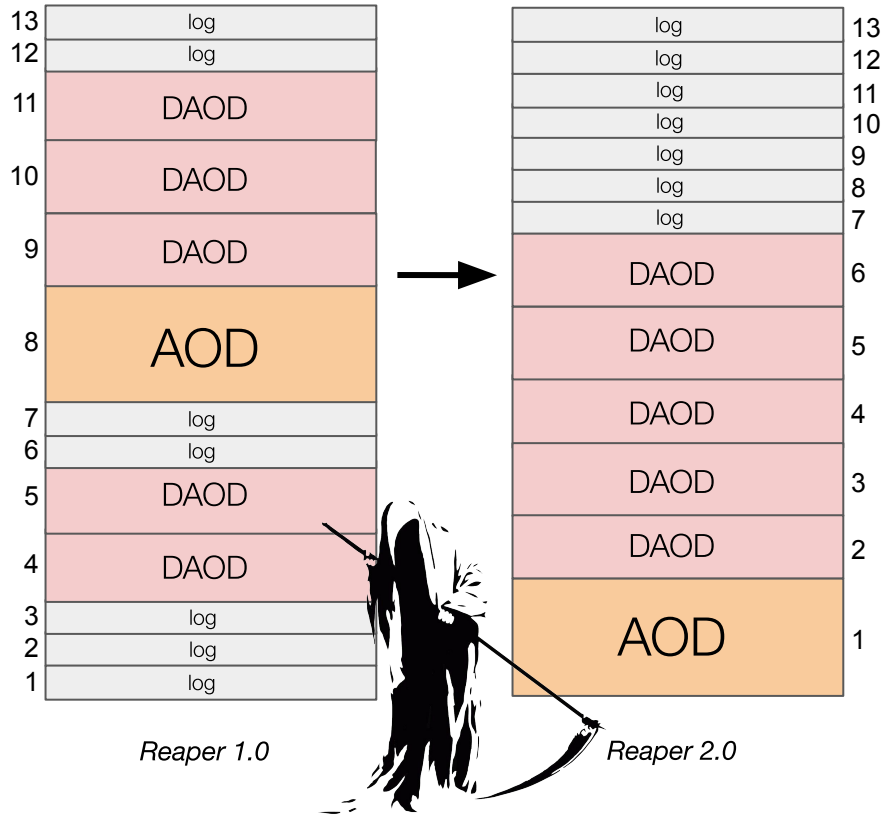 13 log
12 log
11 DAOD
10 DAOD
9 DAOD
8 AOD
7 log
6 log
5 DAOD
4 DAOD
3 log
2 log
1 log
Reaper 1.0
log 13
log 12
log 11
log 10
log 9
log 8
log 7
DAOD 6
DAOD 5
DAOD 4
DAOD 3
DAOD 2
AOD 1
Reaper 2.0